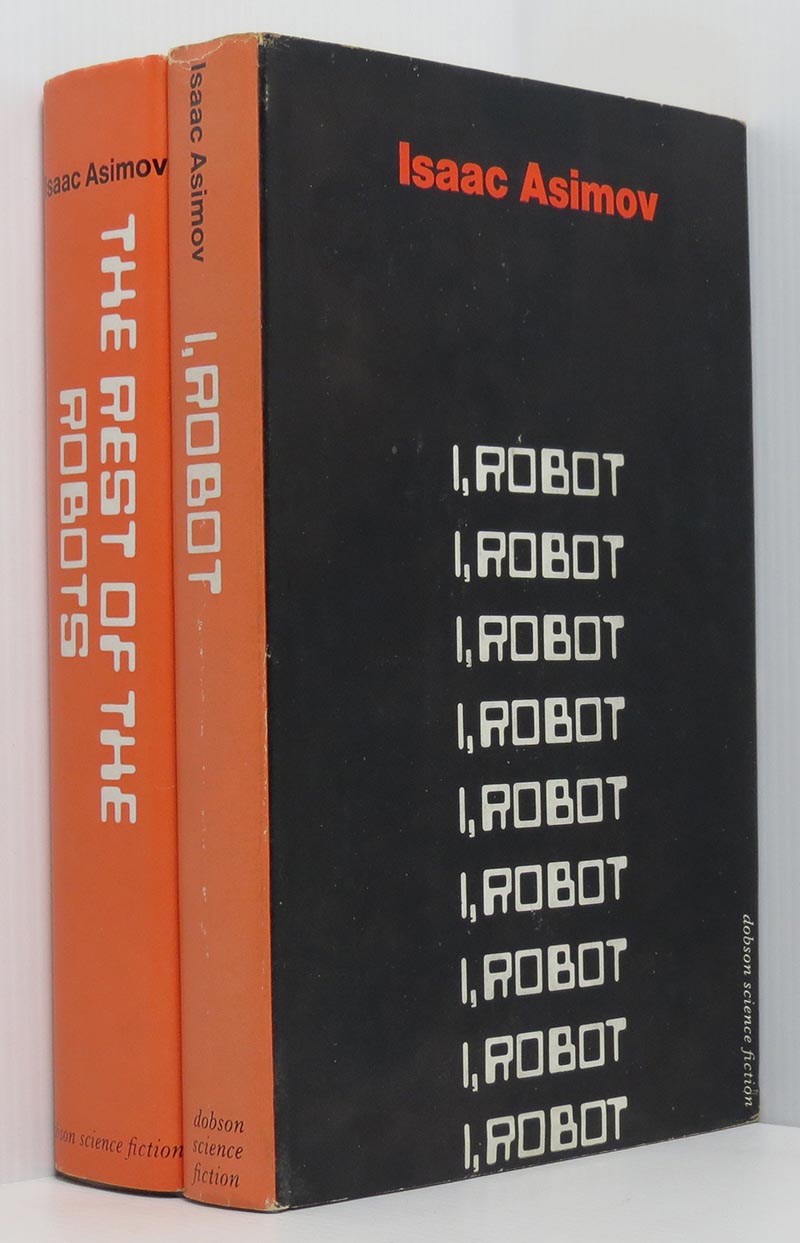 Isaac Asimov
THE REST OF THE
ROBOTS
science fiction
Isaac Asimov
I, ROBOT
dobson
science
fiction
Isaac Asimov
I, ROBOT
I, ROBOT
I, ROBOT
I, ROBOT
I, ROBOT
I, ROBOT
I, ROBOT
I, ROBOT
I, ROBOT
dobson science fiction